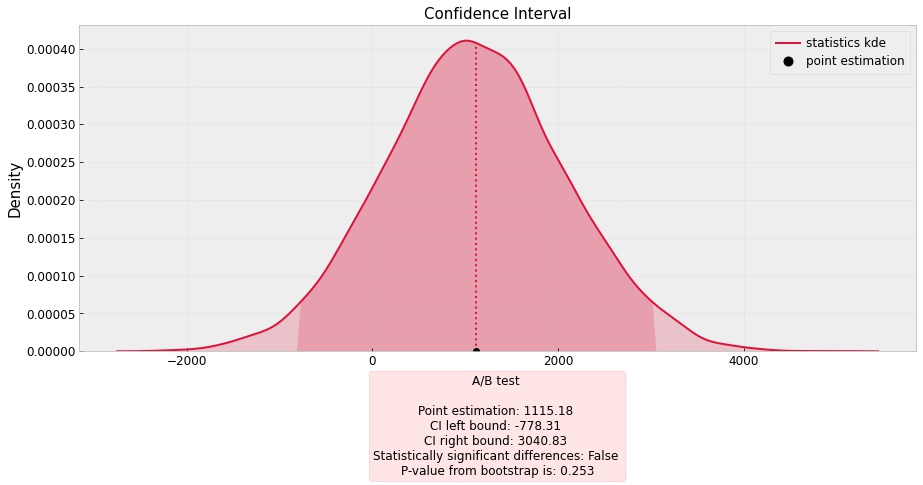 Confidence Interval
statistics kde
point estimation
Density
0.00040
0.00035
0.00030
0.00025
0.00020
0.00015
0.00010
0.00005
0.00000
−2000 0 2000 4000
A/B test
Point estimation: 1115.18
CI left bound: -778.31
CI right bound: 3040.83
Statistically significant differences: False
P-value from bootstrap is: 0.253